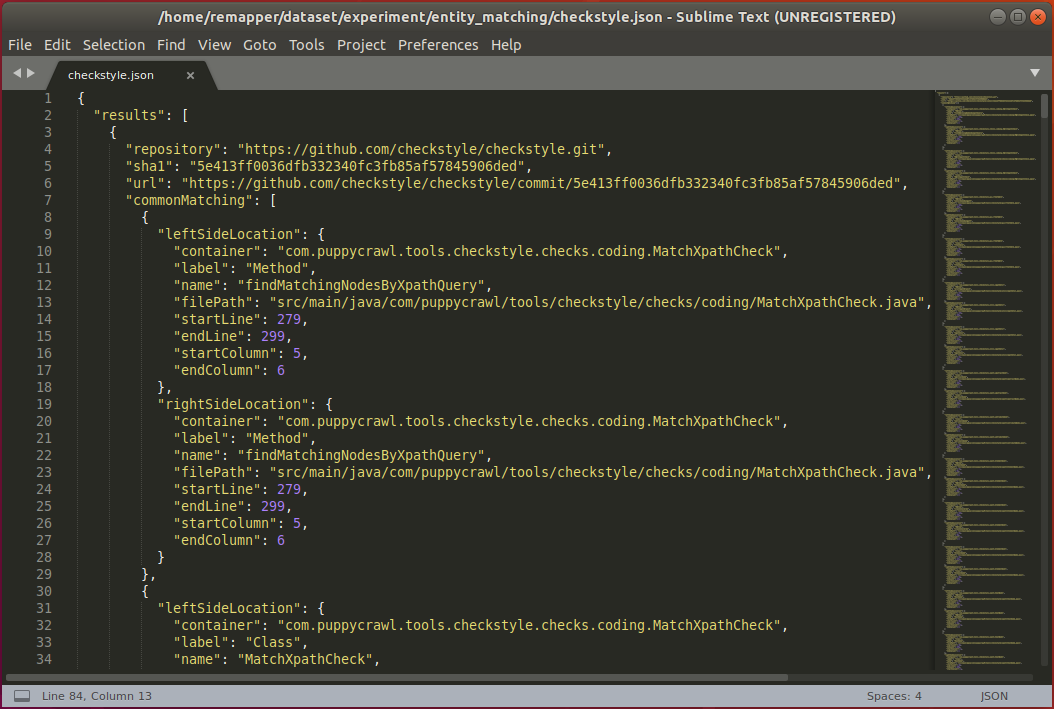 /home/remapper/dataset/experiment/entity_matching/checkstyle.json - Sublime Text (UNREGISTERED)
File Edit Selection Find View Goto Tools Project Preferences Help
checkstyle.json ×
1 {
2 "results": [
3 {
4 "repository": "https://github.com/checkstyle/checkstyle.git",
5 "sha1": "5e413ff0036dfb332340fc3fb85af57845906ded",
6 "url": "https://github.com/checkstyle/checkstyle/commit/5e413ff0036dfb332340fc3fb85af57845906ded",
7 "commonMatching": [
8 {
9 "leftSideLocation": {
10 "container": "com.puppycrawl.tools.checkstyle.checks.coding.MatchXpathCheck",
11 "label": "Method",
12 "name": "findMatchingNodesByXpathQuery",
13 "filePath": "src/main/java/com/puppycrawl/tools/checkstyle/checks/coding/MatchXpathCheck.java",
14 "startLine": 279,
15 "endLine": 299,
16 "startColumn": 5,
17 "endColumn": 6
18 },
19 "rightSideLocation": {
20 "container": "com.puppycrawl.tools.checkstyle.checks.coding.MatchXpathCheck",
21 "label": "Method",
22 "name": "findMatchingNodesByXpathQuery",
23 "filePath": "src/main/java/com/puppycrawl/tools/checkstyle/checks/coding/MatchXpathCheck.java",
24 "startLine": 279,
25 "endLine": 299,
26 "startColumn": 5,
27 "endColumn": 6
28 }
29 },
30 {
31 "leftSideLocation": {
32 "container": "com.puppycrawl.tools.checkstyle.checks.coding.MatchXpathCheck",
33 "label": "Class",
34 "name": "MatchXpathCheck",
Line 84, Column 13 Spaces: 4 JSON